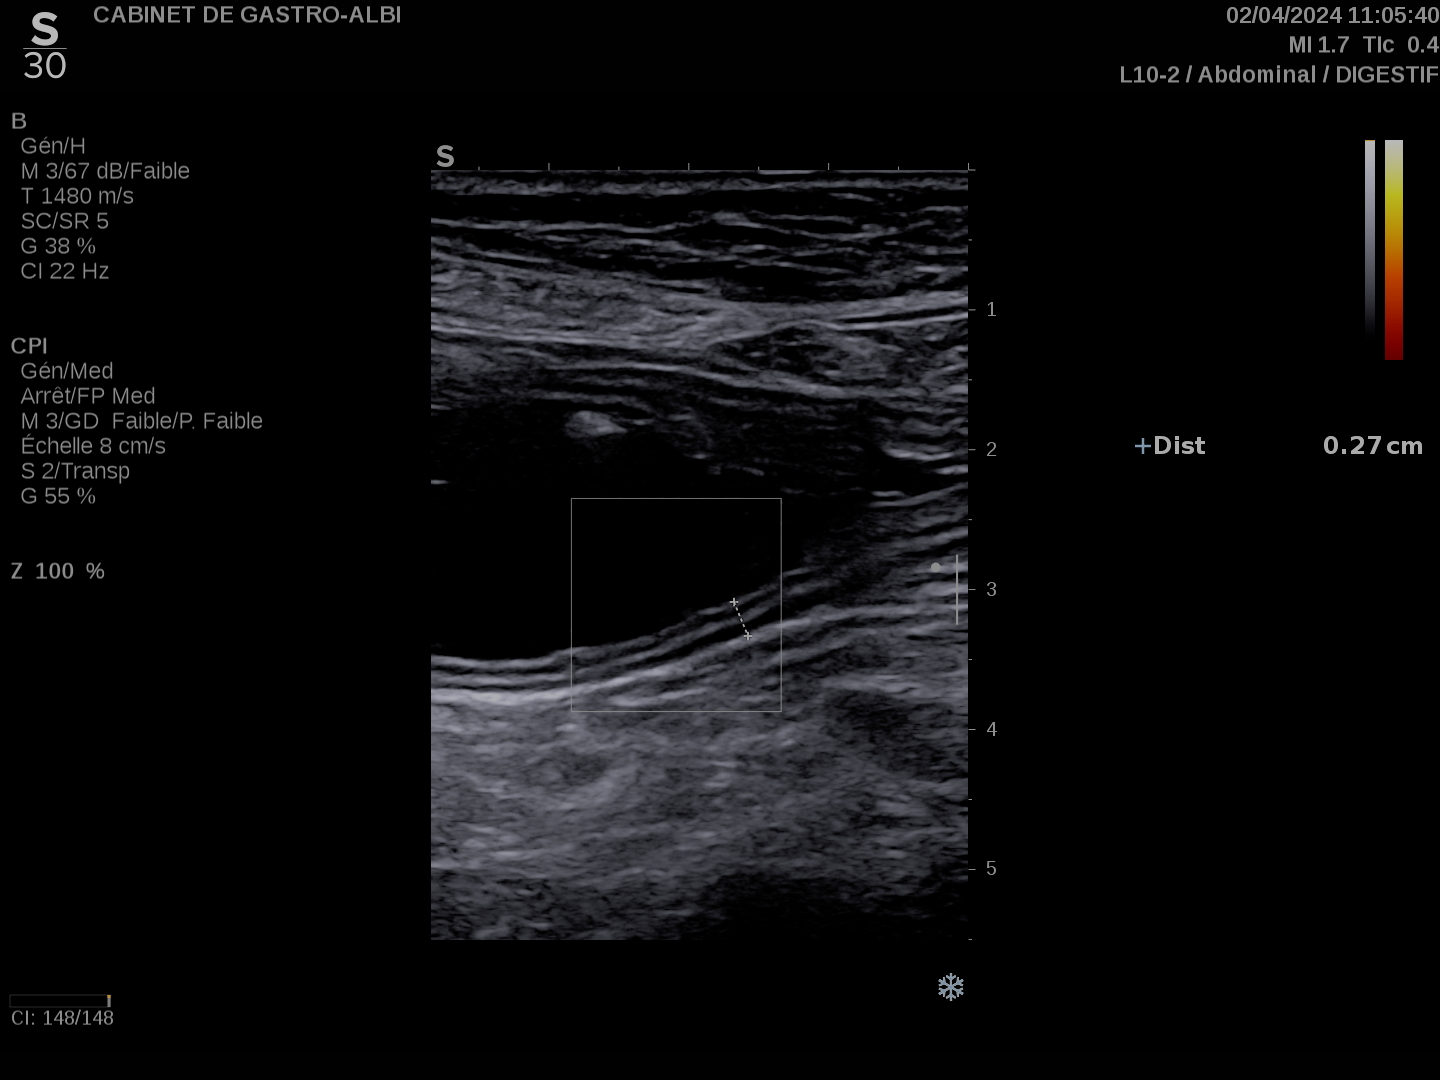 S
30
CABINET DE GASTRO-ALBI
02/04/2024 11:05:40
MI 1.7 TIc 0.4
L10-2 / Abdominal / DIGESTIF
B
Gén/H
M 3/67 dB/Faible
T 1480 m/s
SC/SR 5
G 38 %
CI 22 Hz
CPI
Gén/Med
Arrêt/FP Med
M 3/GD Faible/P. Faible
Échelle 8 cm/s
S 2/Transp
G 55 %
Z 100 %
S
1
2
3
4
5
+Dist 0.27 cm
CI: 148/148